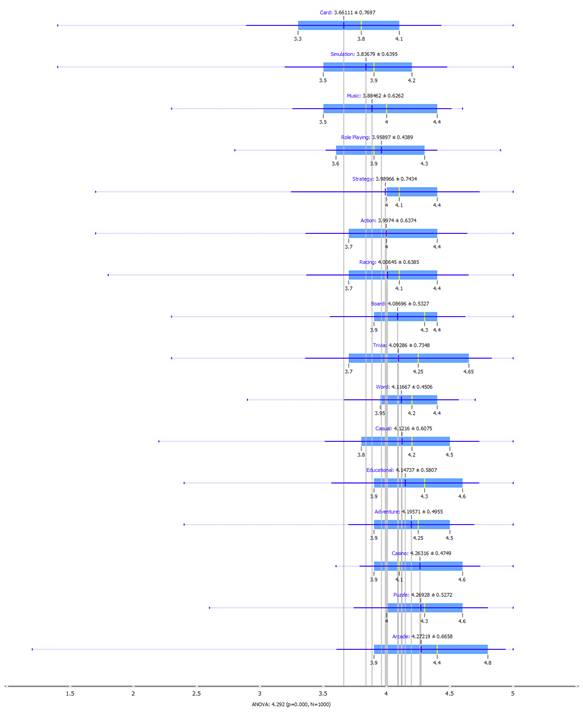 Card: 3.66111 ± 0.7697
3.3 3.8 4.1
Simulation: 3.83679 ± 0.6395
3.5 3.9 4.2
Music: 3.88462 ± 0.6262
3.5 4 4.4
Role Playing: 3.95897 ± 0.4389
3.6 3.9 4.3
Strategy: 3.98966 ± 0.7434
4 4.1 4.4
Action: 3.9974 ± 0.6374
3.7 4 4.4
Racing: 4.00645 ± 0.6385
3.7 4.1 4.4
Board: 4.08696 ± 0.5327
3.9 4.3 4.4
Trivia: 4.09286 ± 0.7348
3.7 4.25 4.65
Word: 4.11667 ± 0.4506
3.95 4.2 4.4
Casual: 4.1216 ± 0.6075
3.8 4.2 4.5
Educational: 4.14737 ± 0.5807
3.9 4.3 4.6
Adventure: 4.19571 ± 0.4955
3.9 4.25 4.5
Casino: 4.26316 ± 0.4749
3.9 4.1 4.6
Puzzle: 4.26928 ± 0.5272
4 4.3 4.6
Arcade: 4.27219 ± 0.6658
3.9 4.4 4.8
1.5 2 2.5 3 3.5 4 4.5 5
ANOVA: 4.292 (p=0.000, N=1000)